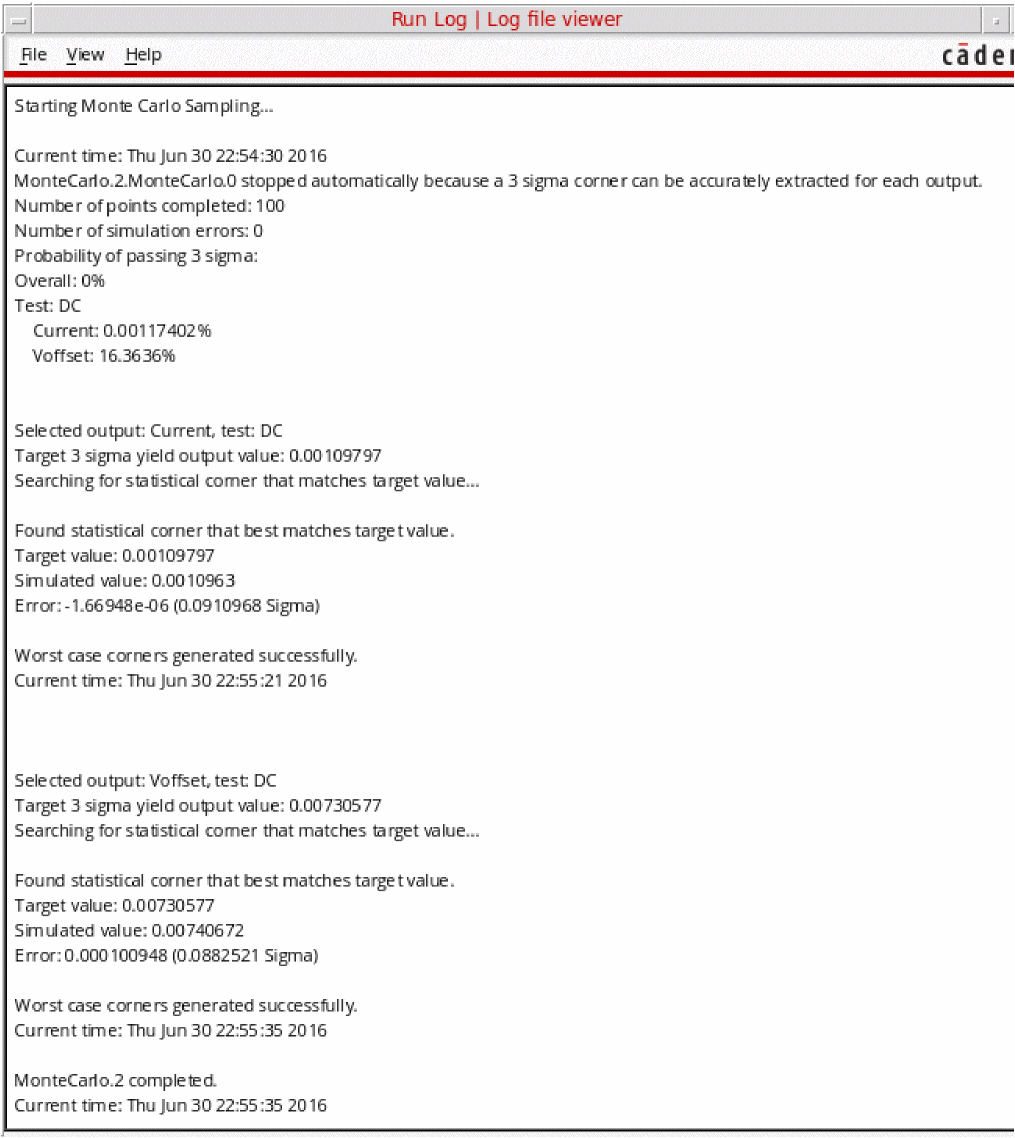 Run Log | Log file viewer
File View Help
cāden
Starting Monte Carlo Sampling...
Current time: Thu Jun 30 22:54:30 2016
MonteCarlo.2.MonteCarlo.0 stopped automatically because a 3 sigma corner can be accurately extracted for each output.
Number of points completed: 100
Number of simulation errors: 0
Probability of passing 3 sigma:
Overall: 0%
Test: DC
Current: 0.00117402%
Voffset: 16.3636%
Selected output: Current, test: DC
Target 3 sigma yield output value: 0.00109797
Searching for statistical corner that matches target value...
Found statistical corner that best matches target value.
Target value: 0.00109797
Simulated value: 0.0010963
Error: -1.66948e-06 (0.0910968 Sigma)
Worst case corners generated successfully.
Current time: Thu Jun 30 22:55:21 2016
Selected output: Voffset, test: DC
Target 3 sigma yield output value: 0.00730577
Searching for statistical corner that matches target value...
Found statistical corner that best matches target value.
Target value: 0.00730577
Simulated value: 0.00740672
Error: 0.000100948 (0.0882521 Sigma)
Worst case corners generated successfully.
Current time: Thu Jun 30 22:55:35 2016
MonteCarlo.2 completed.
Current time: Thu Jun 30 22:55:35 2016